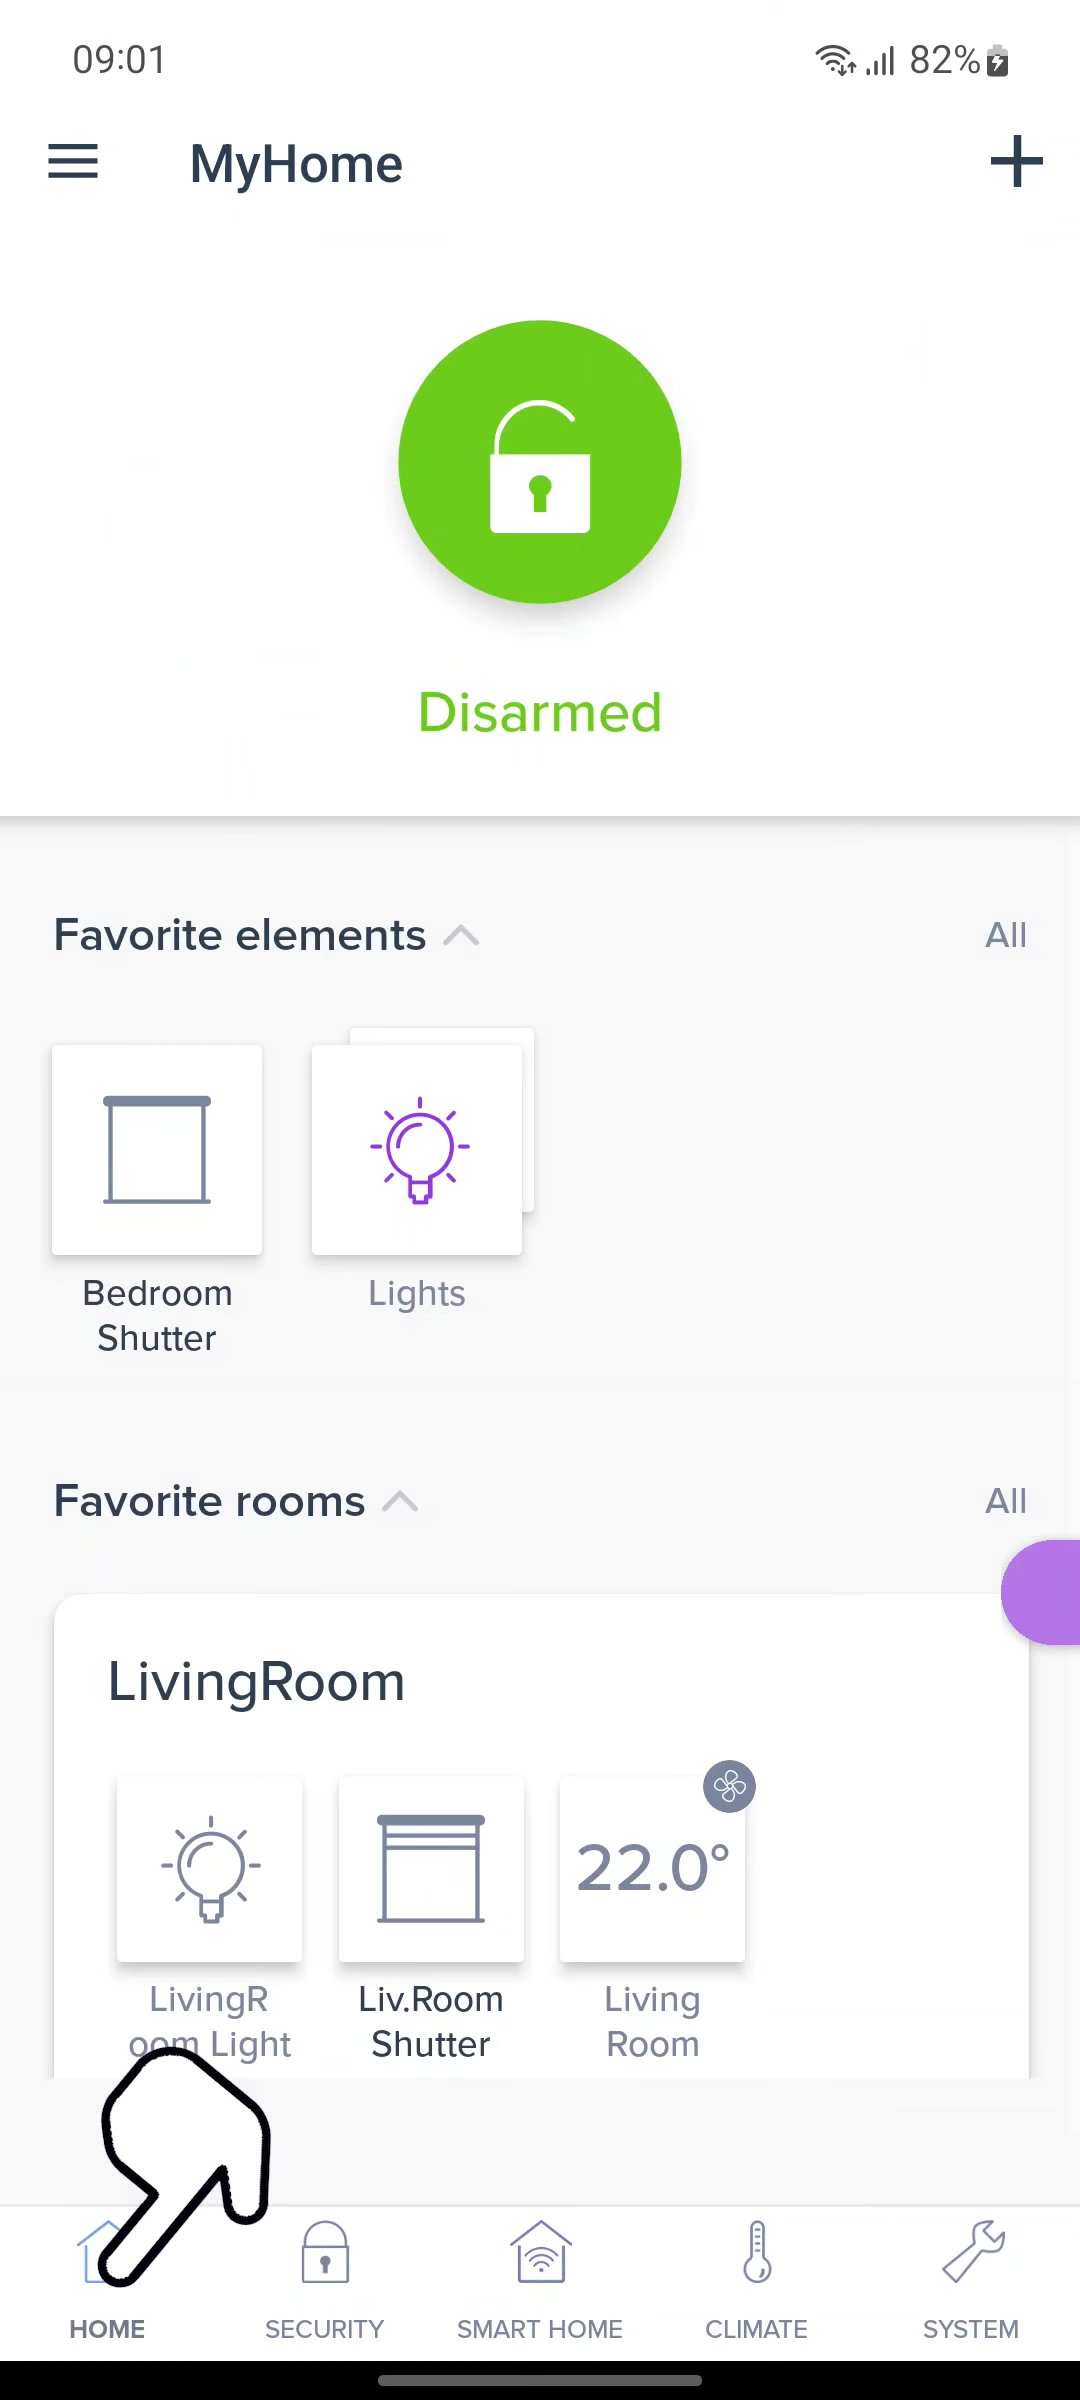 09:01
82%
MyHome
Disarmed
Favorite elements
All
Bedroom
Shutter
Lights
Favorite rooms
All
LivingRoom
22.0°
LivingR
oom Light
Liv.Room
Shutter
Living
Room
HOME
SECURITY
SMART HOME
CLIMATE
SYSTEM